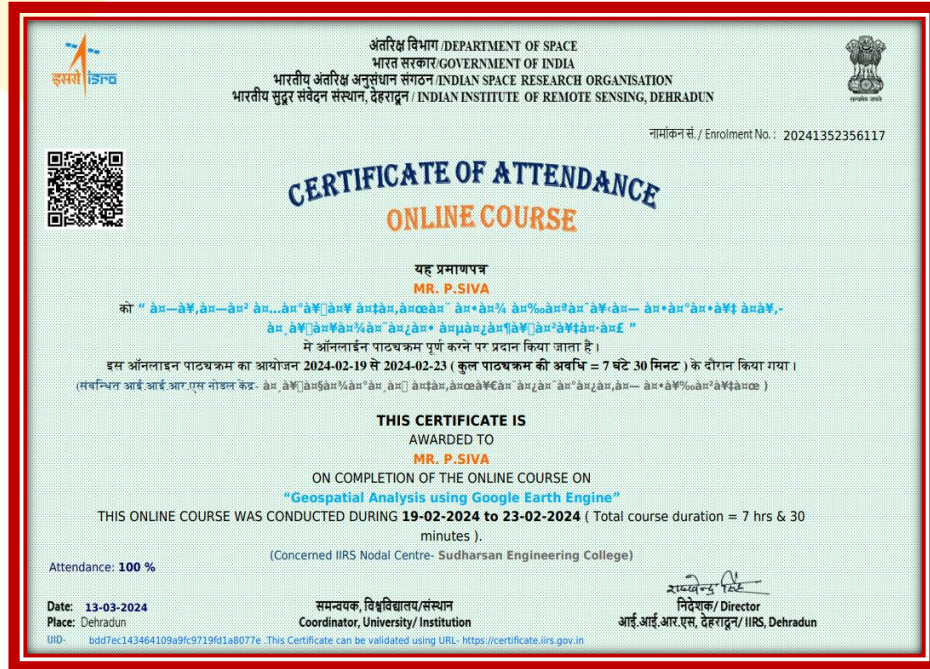 अंतरिक्ष विभाग /DEPARTMENT OF SPACE
भारत सरकार/GOVERNMENT OF INDIA
भारतीय अंतरिक्ष अनुसंधान संगठन /INDIAN SPACE RESEARCH ORGANISATION
भारतीय सुदूर संवेदन संस्थान, देहरादून / INDIAN INSTITUTE OF REMOTE SENSING, DEHRADUN
इसरो isro
सत्यमेव जयते
नामांकन सं./ Enrolment No.: 20241352356117
CERTIFICATE OF ATTENDANCE
ONLINE COURSE
यह प्रमाणपत्र
MR. P.SIVA
को "
"
मे ऑनलाईन पाठ्यक्रम पूर्ण करने पर प्रदान किया जाता है।
इस ऑनलाइन पाठ्यक्रम का आयोजन 2024-02-19 से 2024-02-23 ( कुल पाठ्यक्रम की अवधि = 7 घंटे 30 मिनट ) के दौरान किया गया।
(संबन्धित आई.आई.आर.एस नोडल केंद्र- )
THIS CERTIFICATE IS
AWARDED TO
MR. P.SIVA
ON COMPLETION OF THE ONLINE COURSE ON
“Geospatial Analysis using Google Earth Engine”
THIS ONLINE COURSE WAS CONDUCTED DURING 19-02-2024 to 23-02-2024 ( Total course duration = 7 hrs & 30
minutes ).
(Concerned IIRS Nodal Centre- Sudharsan Engineering College)
Attendance: 100 %
Date: 13-03-2024
Place: Dehradun
समन्वयक, विश्वविद्यालय/संस्थान
Coordinator, University/ Institution
निदेशक/ Director
आई.आई.आर.एस, देहरादून/ IIRS, Dehradun
UID- bdd7ec143464109a9fc9719fd1a8077e .This Certificate can be validated using URL- https://certificate.iirs.gov.in